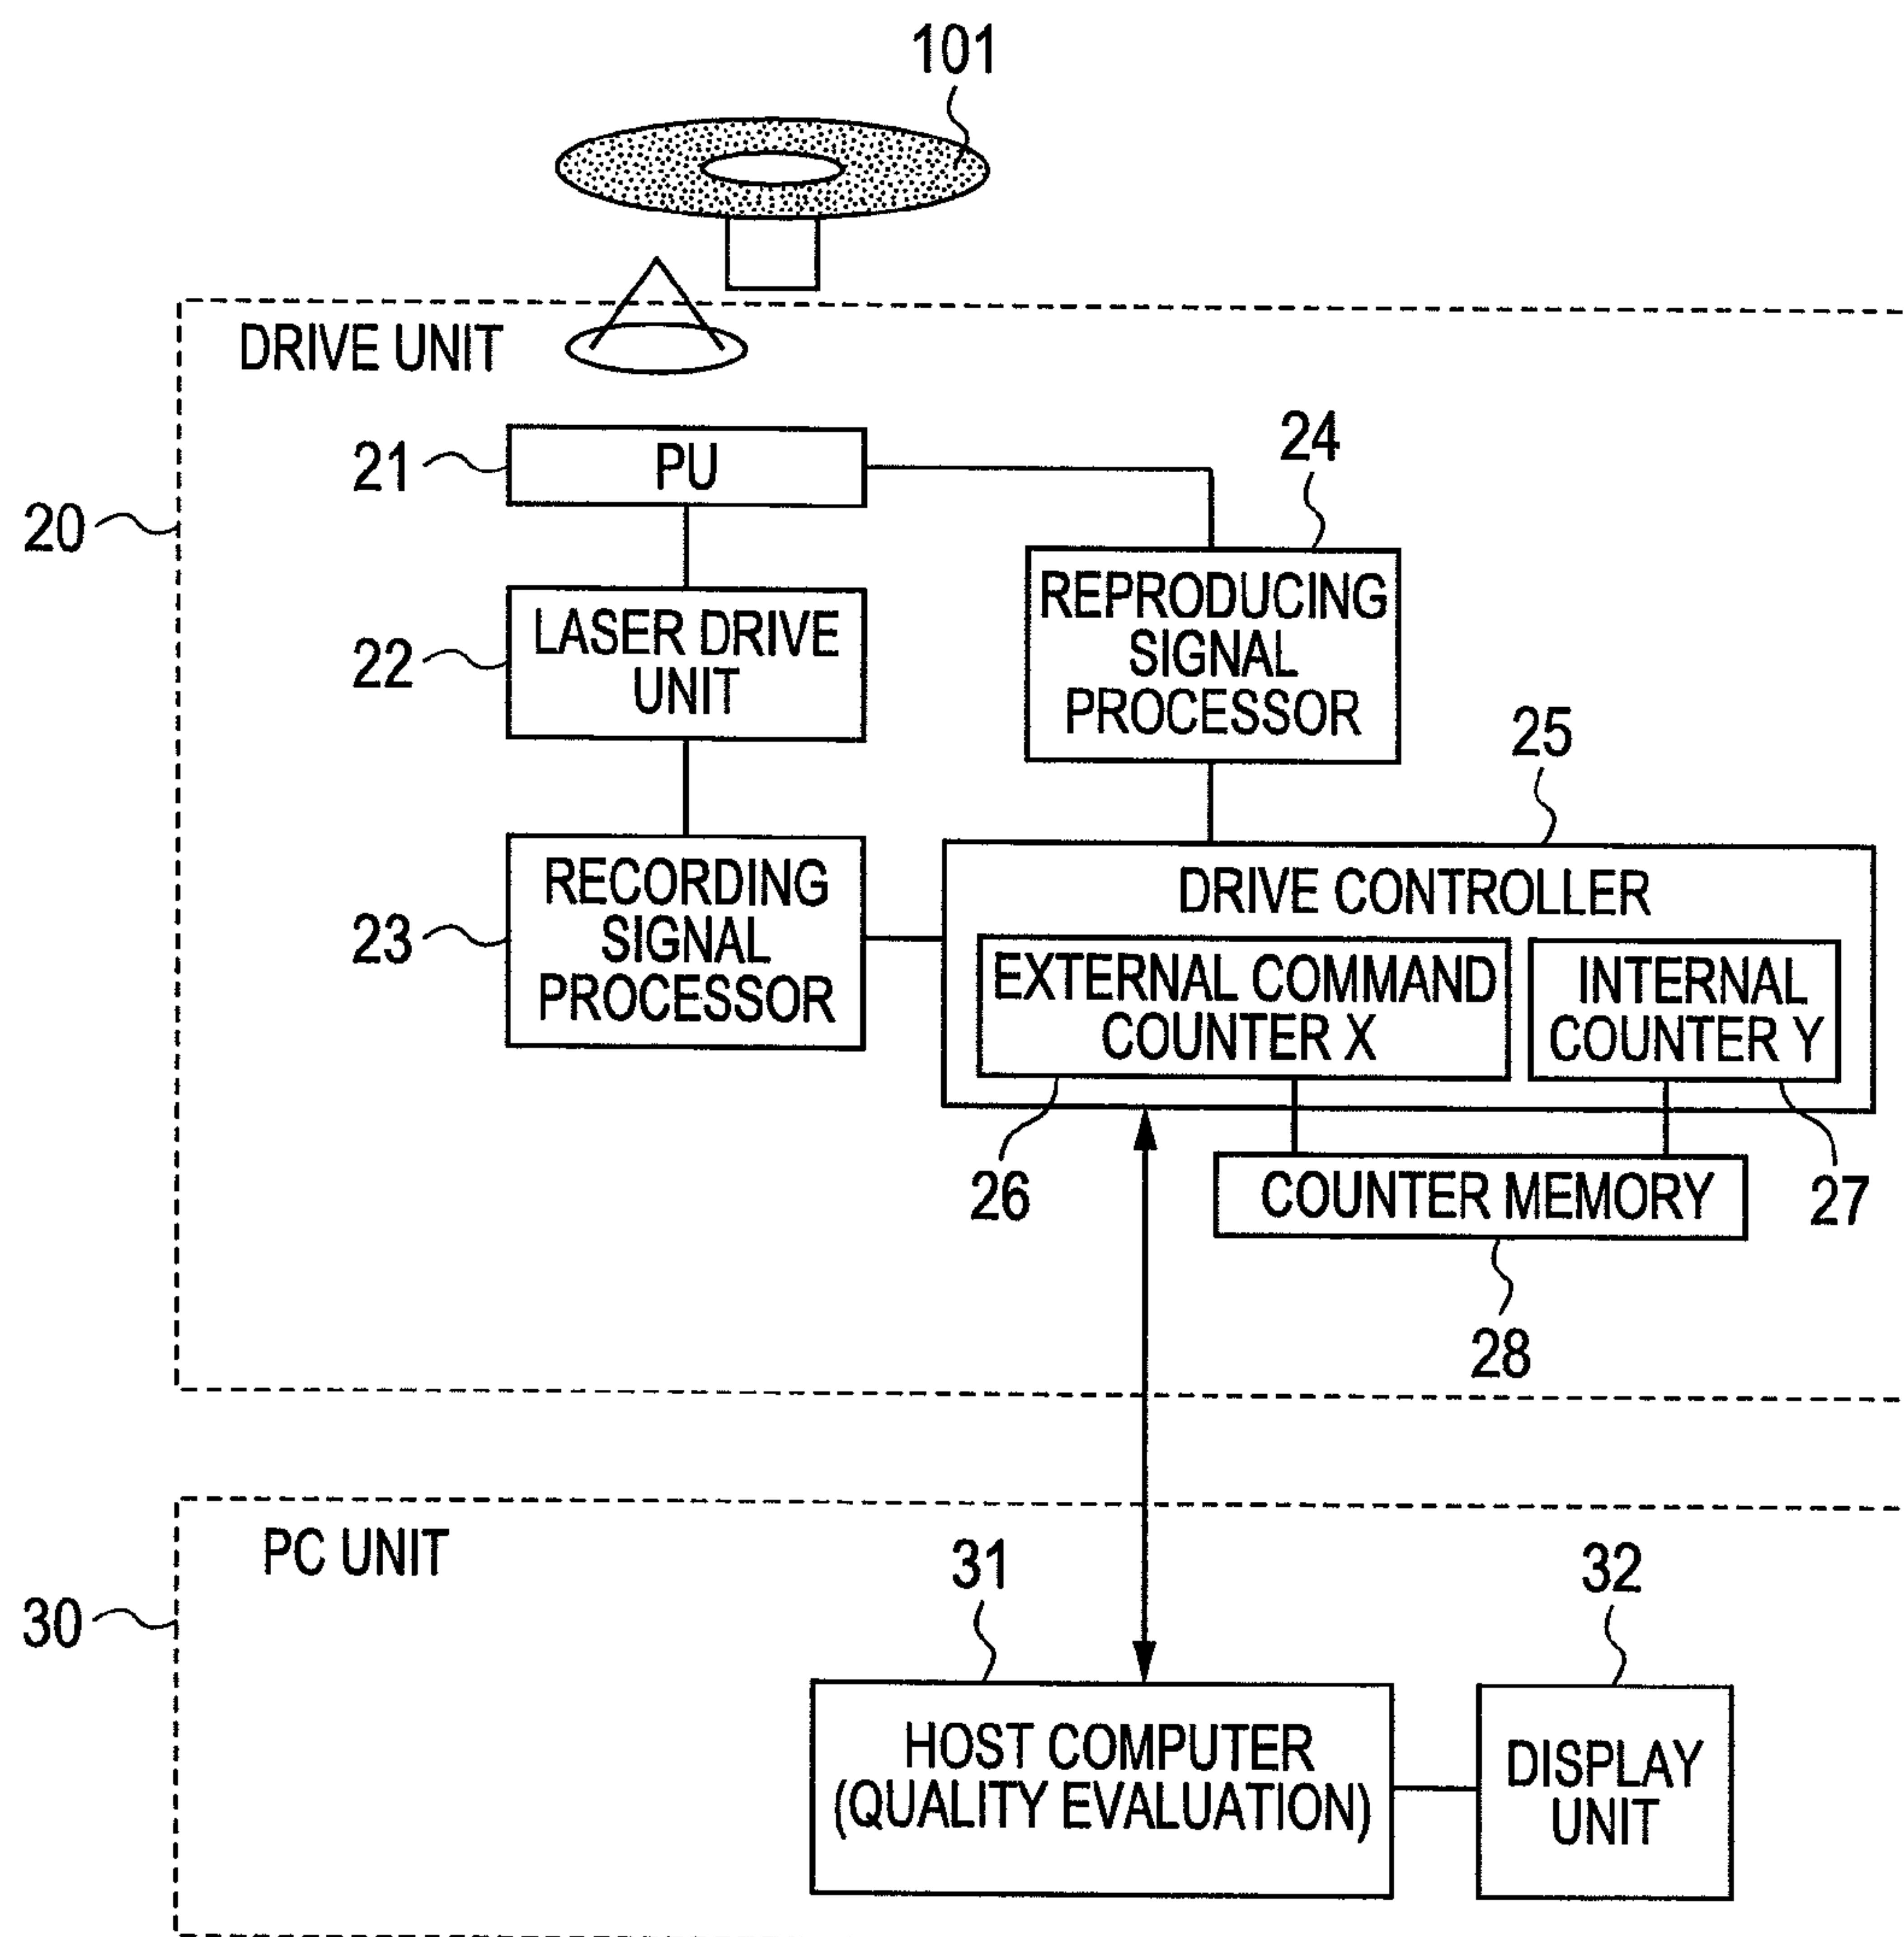 101
DRIVE UNIT
21
PU
24
20
REPRODUCING
SIGNAL
PROCESSOR
22
LASER DRIVE
UNIT
25
DRIVE CONTROLLER
23
RECORDING
SIGNAL
PROCESSOR
EXTERNAL COMMAND
COUNTER X
INTERNAL
COUNTER Y
26
COUNTER MEMORY
27
28
PC UNIT
31
32
30
HOST COMPUTER
(QUALITY EVALUATION)
DISPLAY
UNIT